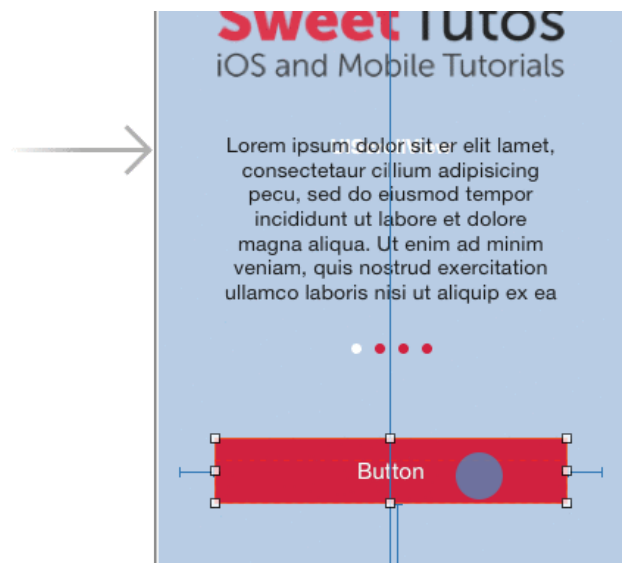 Sweet Tutos
iOS and Mobile Tutorials
Lorem ipsum dolor sit er elit lamet,
consectetaur cillium adipisicing
pecu, sed do eiusmod tempor
incididunt ut labore et dolore
magna aliqua. Ut enim ad minim
veniam, quis nostrud exercitation
ullamco laboris nisi ut aliquip ex ea
Button